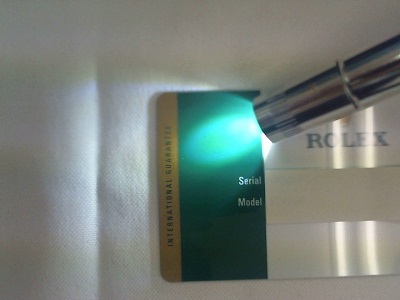 INTERNATIONAL GUARANTEE
ROLEX
Serial
Model